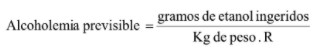 Alcoholemia previsible = gramos de etanol ingeridos
Kg de peso . R